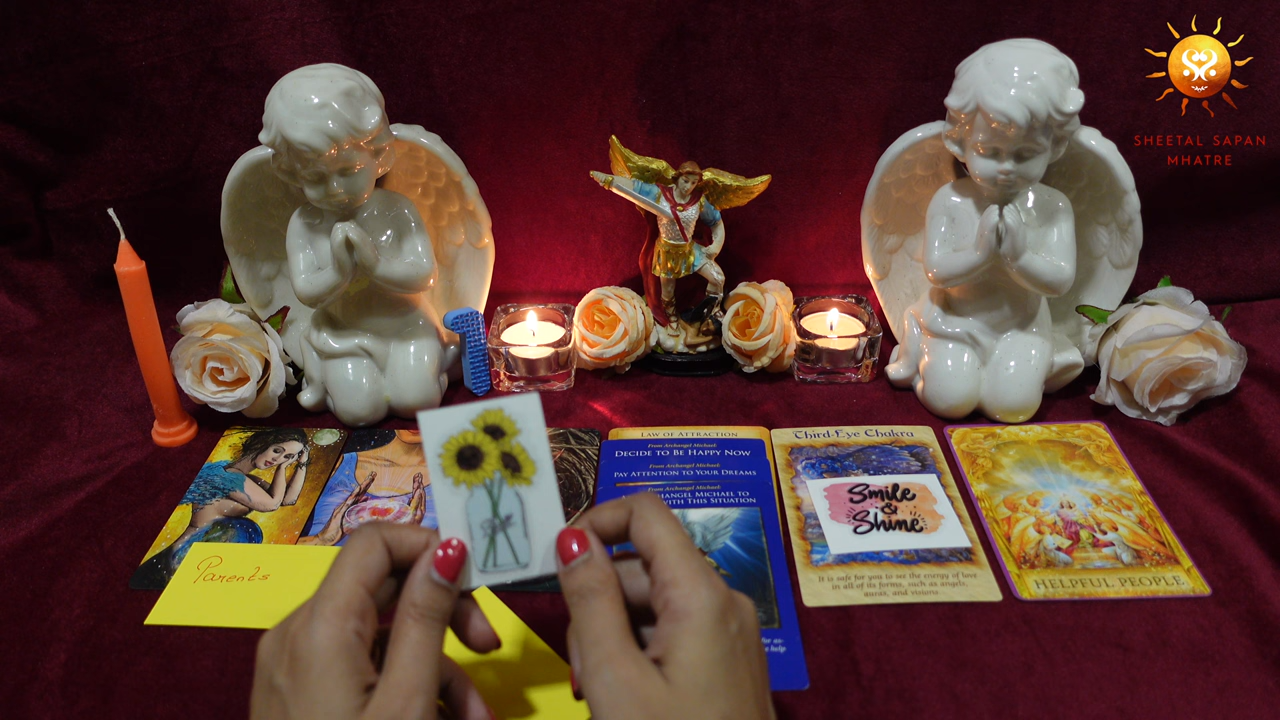 SHEETAL SAPAN
MHATRE
1
LAW OF ATTRACTION
From Archangel Michael:
DECIDE TO BE HAPPY NOW
From Archangel Michael:
PAY ATTENTION TO YOUR DREAMS
From Archangel Michael:
ANGEL MICHAEL TO
WITH THIS SITUATION
Third-Eye Chakra
Smile
&
Shine
It is safe for you to see the energy of love
in all of its forms, such as angels,
auras, and visions.
HELPFUL PEOPLE
Parents
help